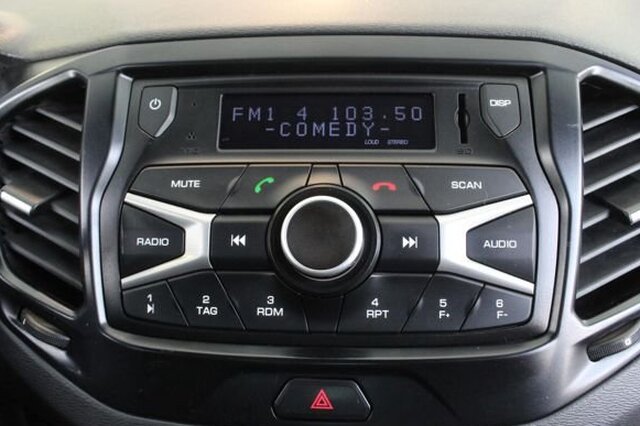 FM1 4 103.50
-COMEDY-
LOUD STEREO
DISP
SD
MUTE
SCAN
RADIO
AUDIO
1
2
TAG
3
RDM
4
RPT
5
F+
6
F-